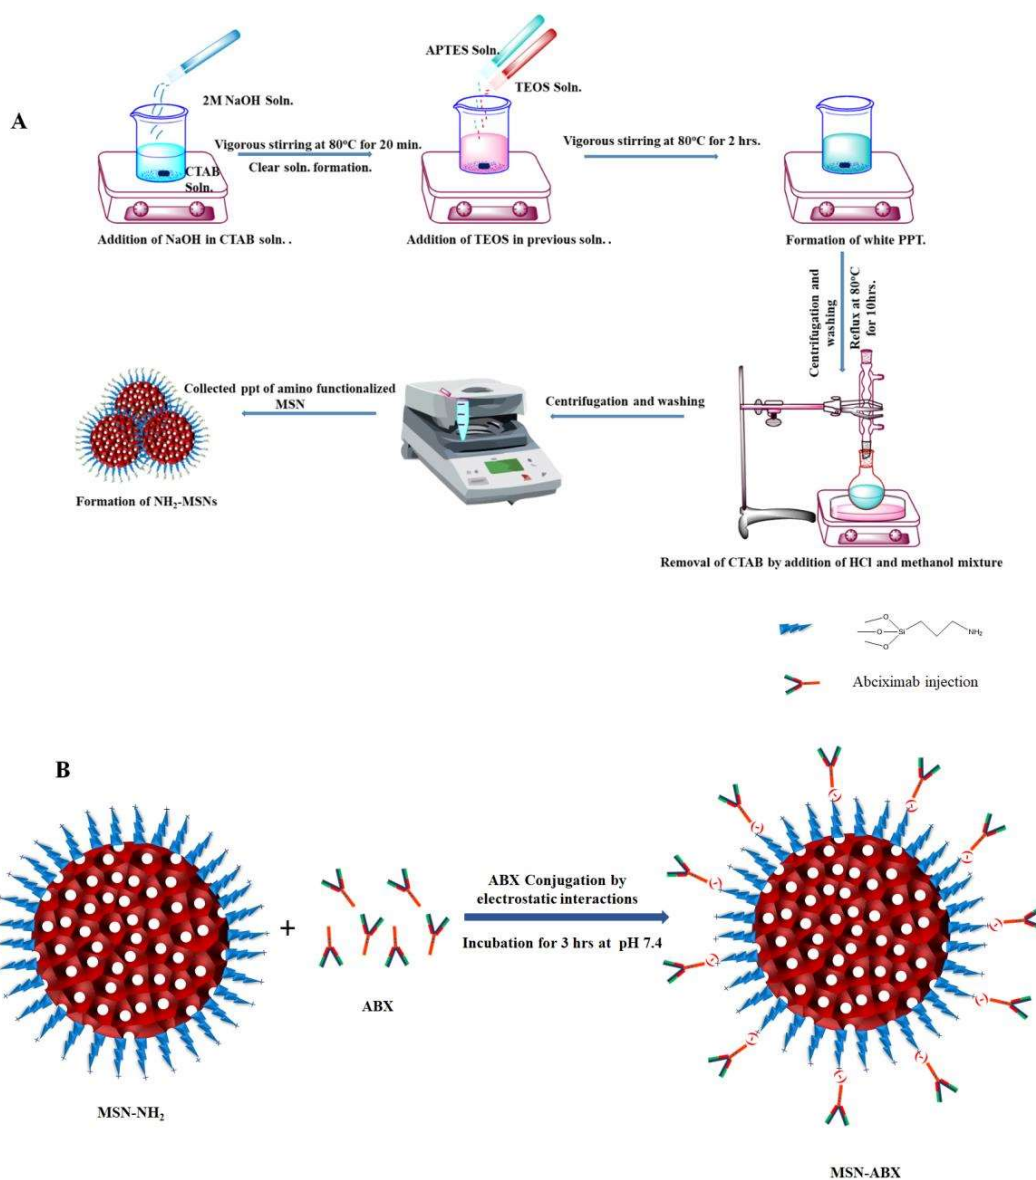 A
2M NaOH Soln.
CTAB
Soln.
Addition of NaOH in CTAB soln. .
Vigorous stirring at 80°C for 20 min.
Clear soln. formation.
APTES Soln.
TEOS Soln.
Addition of TEOS in previous soln. .
Vigorous stirring at 80°C for 2 hrs.
Formation of white PPT.
Centrifugation and
washing
Reflux at 80°C
for 10hrs.
Removal of CTAB by addition of HCl and methanol mixture
Centrifugation and washing
Collected ppt of amino functionalized
MSN
Formation of NH₂-MSNs
O
O
Si
NH₂
O
Abciximab injection
B
MSN-NH₂
+
ABX
ABX Conjugation by
electrostatic interactions
Incubation for 3 hrs at pH 7.4
MSN-ABX